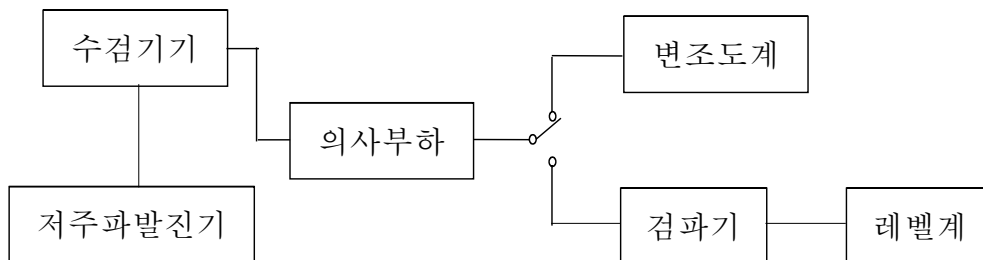 수검기기
변조도계
의사부하
저주파발진기
검파기
레벨계